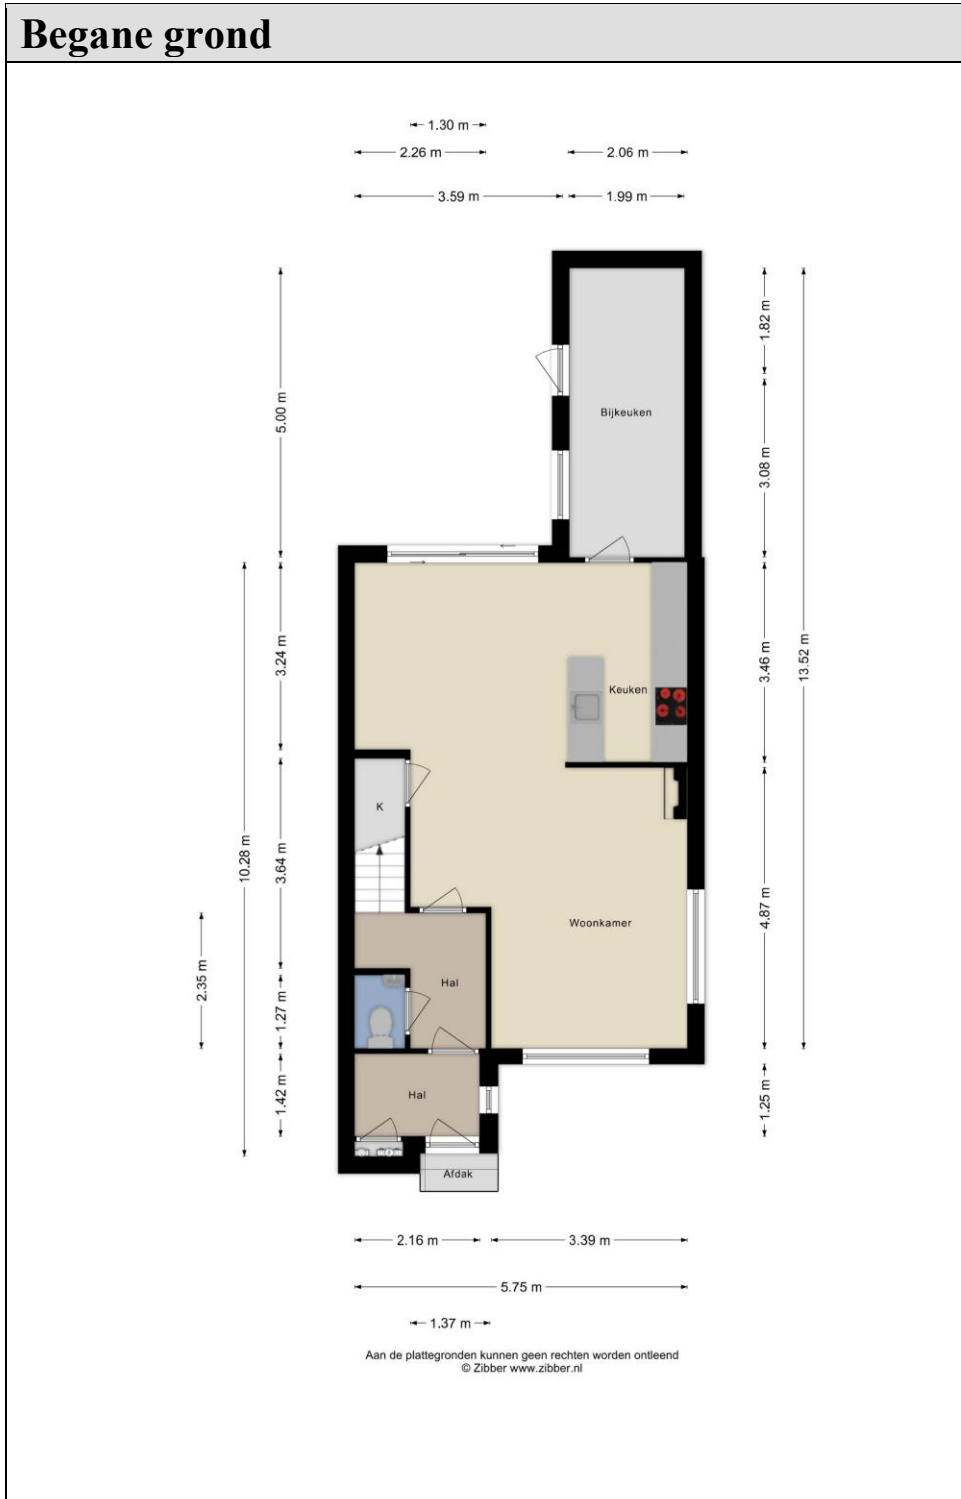 Begane grond
1.30 m
2.26 m
2.06 m
3.59 m
1.99 m
5.00 m
1.82 m
3.08 m
Bijkeuken
3.24 m
3.46 m
13.52 m
Keuken
K
10.28 m
3.64 m
4.87 m
Woonkamer
2.35 m
Hal
1.27 m
1.42 m
Hal
1.25 m
Afdak
2.16 m
3.39 m
5.75 m
1.37 m
Aan de plattegronden kunnen geen rechten worden ontleend
© Zibber www.zibber.nl